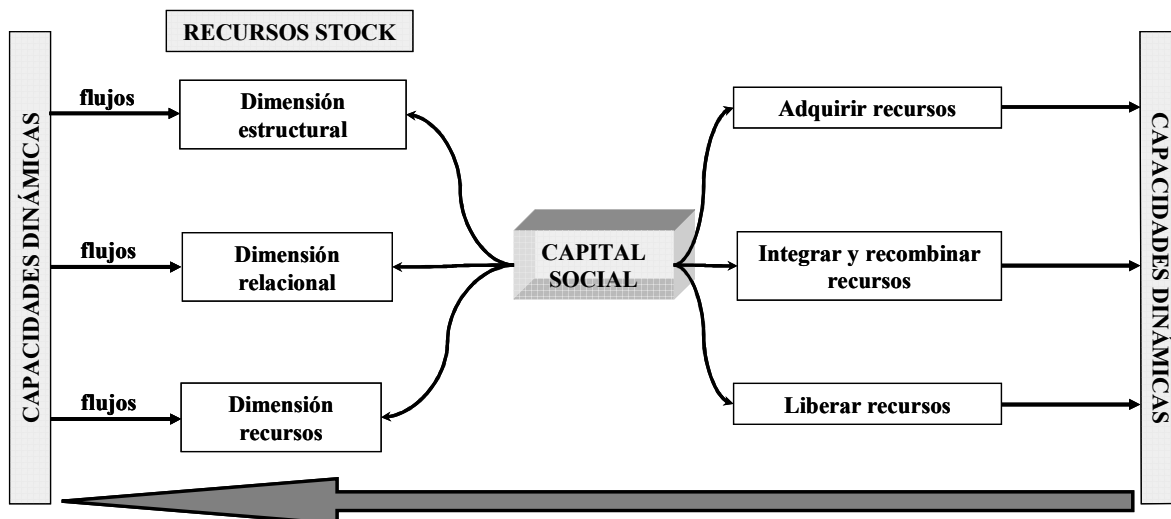 RECURSOS STOCK
CAPACIDADES DINÁMICAS
flujos
Dimensión
estructural
flujos
Dimensión
relacional
flujos
Dimensión
recursos
CAPITAL
SOCIAL
Adquirir recursos
Integrar y recombinar
recursos
Liberar recursos
CAPACIDADES DINÁMICAS